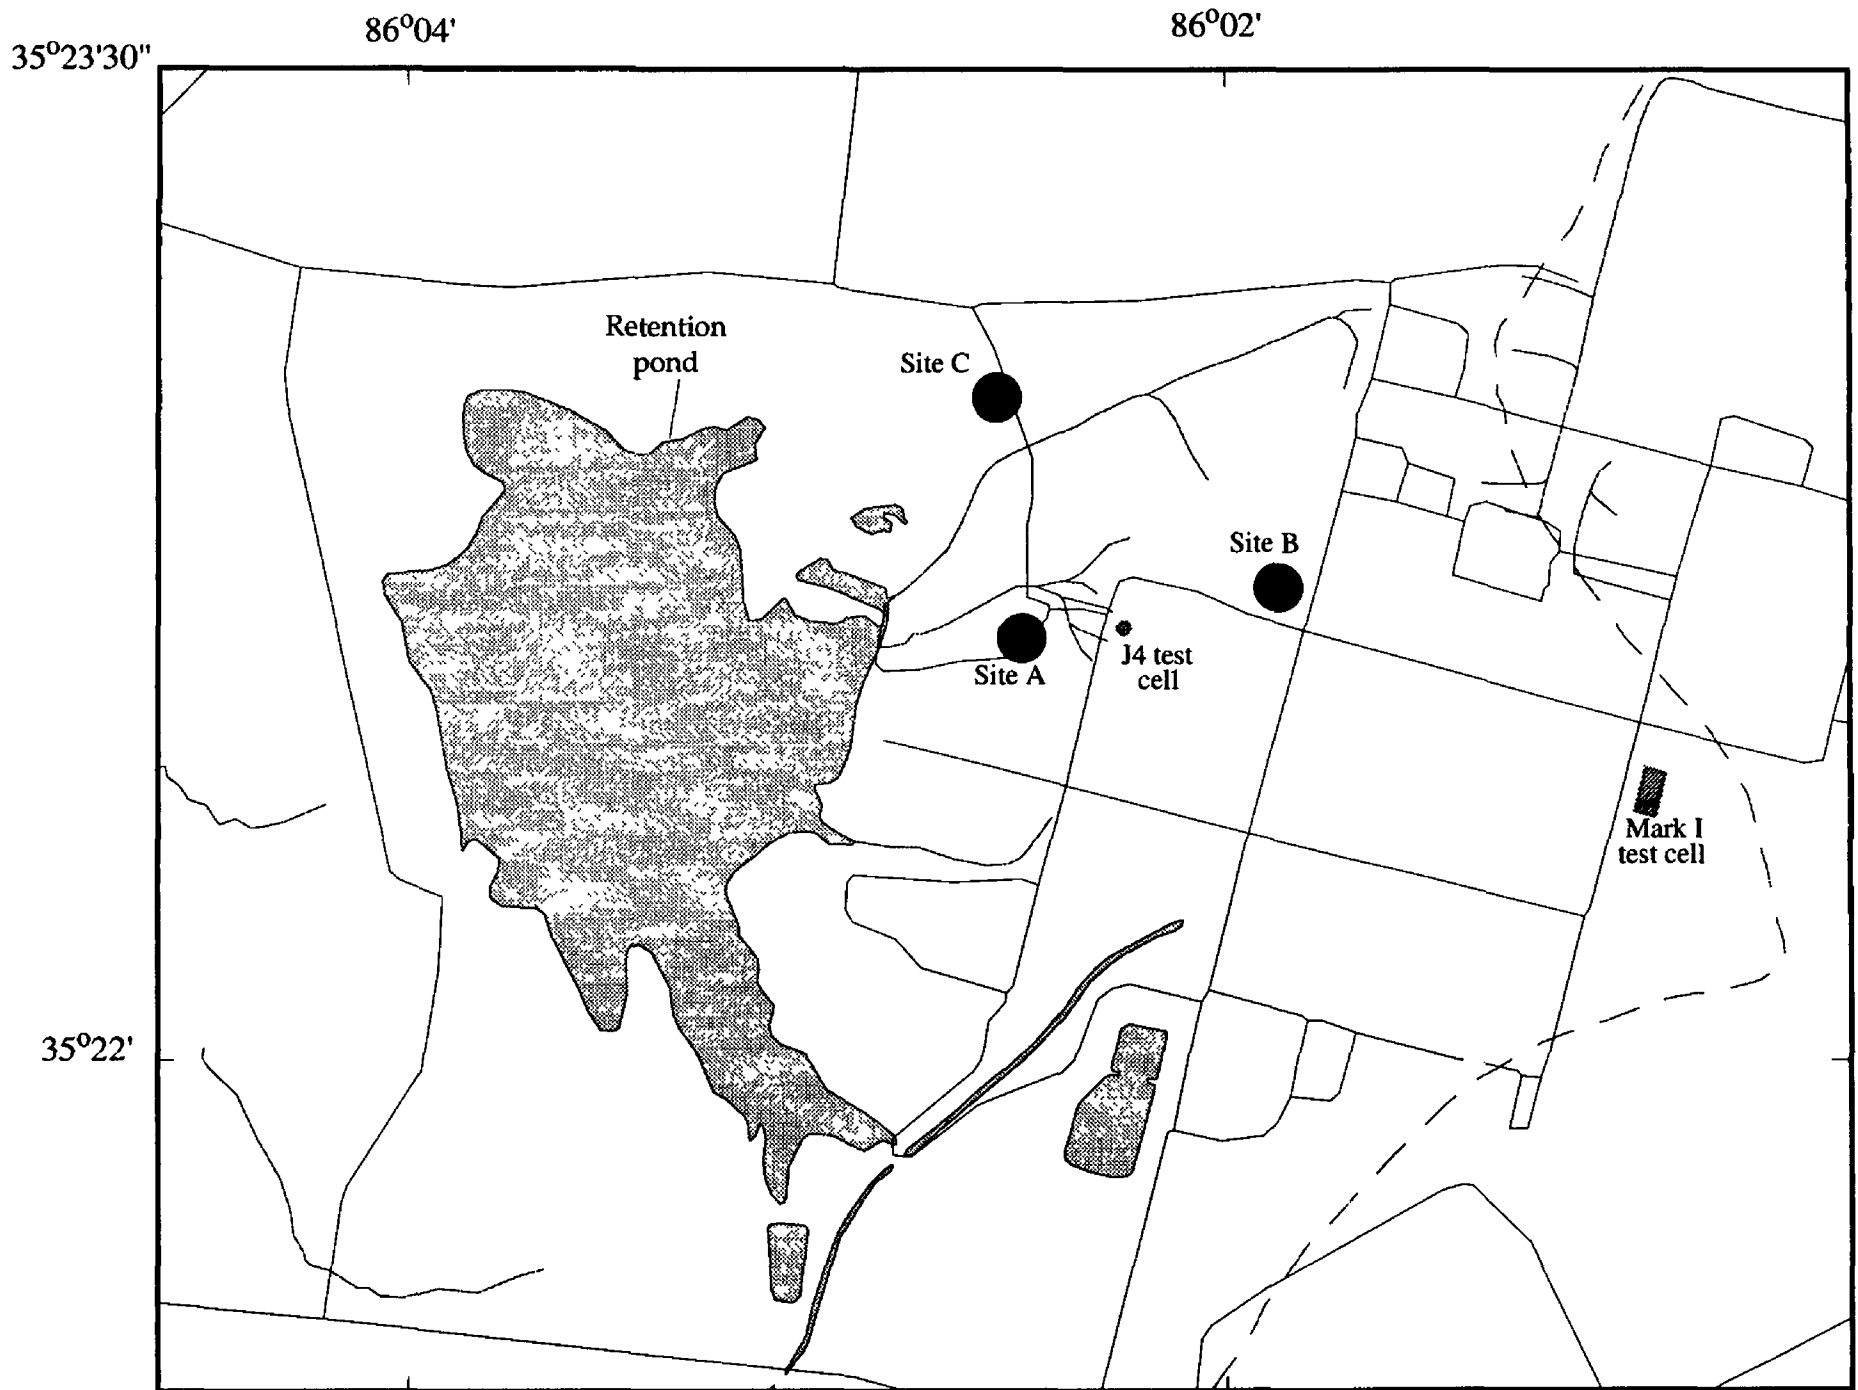 86°04'
86°02'
35°23'30"
Retention
pond
Site C
Site B
Site A
J4 test
cell
Mark I
test cell
35°22'